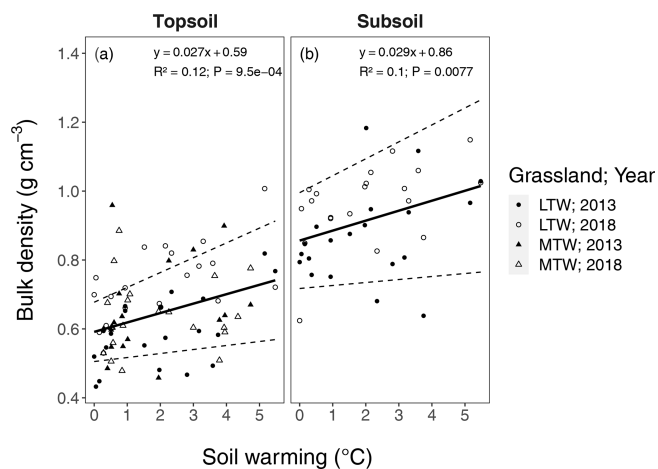 Topsoil
Subsoil
(a)
y = 0.027x + 0.59
R² = 0.12; P = 9.5e−04
(b)
y = 0.029x + 0.86
R² = 0.1; P = 0.0077
Bulk density (g cm⁻³)
1.4
1.2
1.0
0.8
0.6
0.4
0 1 2 3 4 5
0 1 2 3 4 5
Soil warming (°C)
Grassland; Year
LTW; 2013
LTW; 2018
MTW; 2013
MTW; 2018